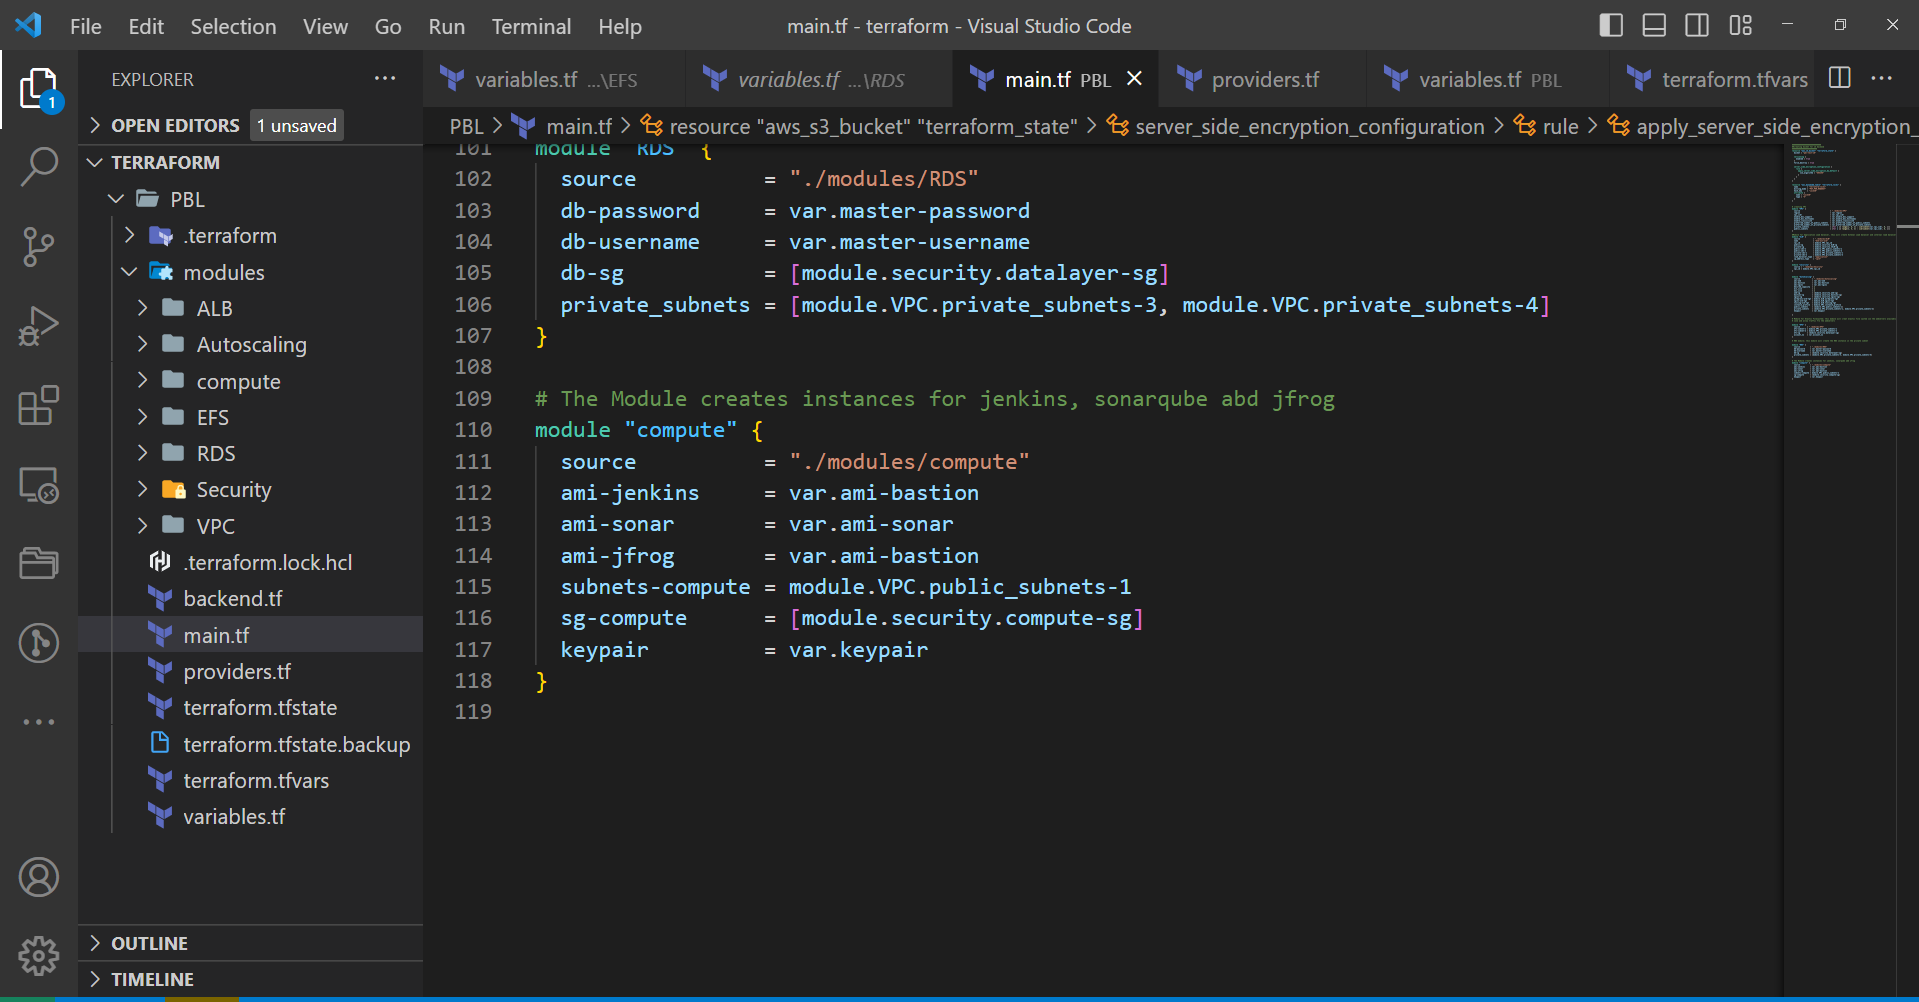 File Edit Selection View Go Run Terminal Help
main.tf - terraform - Visual Studio Code
1
EXPLORER ...
OPEN EDITORS 1 unsaved
TERRAFORM
PBL
.terraform
modules
ALB
Autoscaling
compute
EFS
RDS
Security
VPC
.terraform.lock.hcl
backend.tf
main.tf
providers.tf
terraform.tfstate
terraform.tfstate.backup
terraform.tfvars
variables.tf
OUTLINE
TIMELINE
variables.tf ...\EFS variables.tf ...\RDS main.tf PBL providers.tf variables.tf PBL terraform.tfvars
PBL > main.tf > resource "aws_s3_bucket" "terraform_state" > server_side_encryption_configuration > rule > apply_server_side_encryption_
101 module "RDS" {
102 source = "./modules/RDS"
103 db-password = var.master-password
104 db-username = var.master-username
105 db-sg = [module.security.datalayer-sg]
106 private_subnets = [module.VPC.private_subnets-3, module.VPC.private_subnets-4]
107 }
108
109 # The Module creates instances for jenkins, sonarqube abd jfrog
110 module "compute" {
111 source = "./modules/compute"
112 ami-jenkins = var.ami-bastion
113 ami-sonar = var.ami-sonar
114 ami-jfrog = var.ami-bastion
115 subnets-compute = module.VPC.public_subnets-1
116 sg-compute = [module.security.compute-sg]
117 keypair = var.keypair
118 }
119